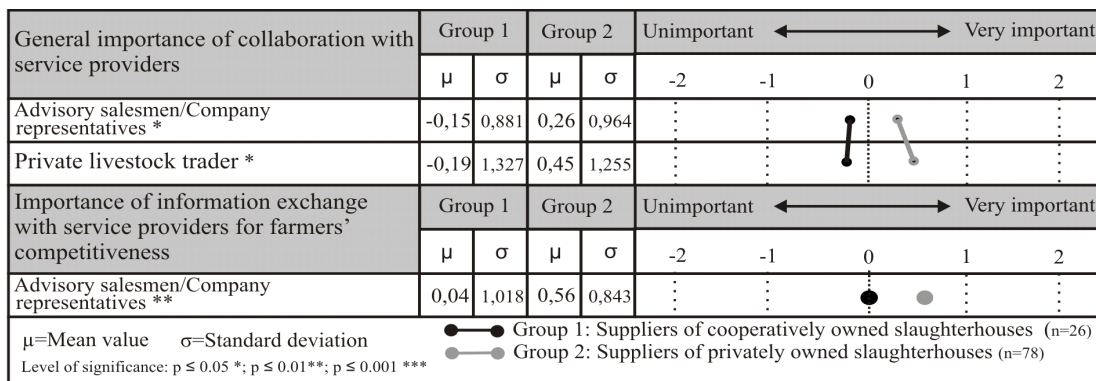 General importance of collaboration with service providers
Group 1 Group 2 Unimportant Very important
μ σ μ σ -2 -1 0 1 2
Advisory salesmen/Company representatives * -0,15 0,881 0,26 0,964
Private livestock trader * -0,19 1,327 0,45 1,255
Importance of information exchange with service providers for farmers' competitiveness
Group 1 Group 2 Unimportant Very important
μ σ μ σ -2 -1 0 1 2
Advisory salesmen/Company representatives ** 0,04 1,018 0,56 0,843
μ=Mean value σ=Standard deviation
Level of significance: p ≤ 0.05 *; p ≤ 0.01**; p ≤ 0.001 ***
Group 1: Suppliers of cooperatively owned slaughterhouses (n=26)
Group 2: Suppliers of privately owned slaughterhouses (n=78)